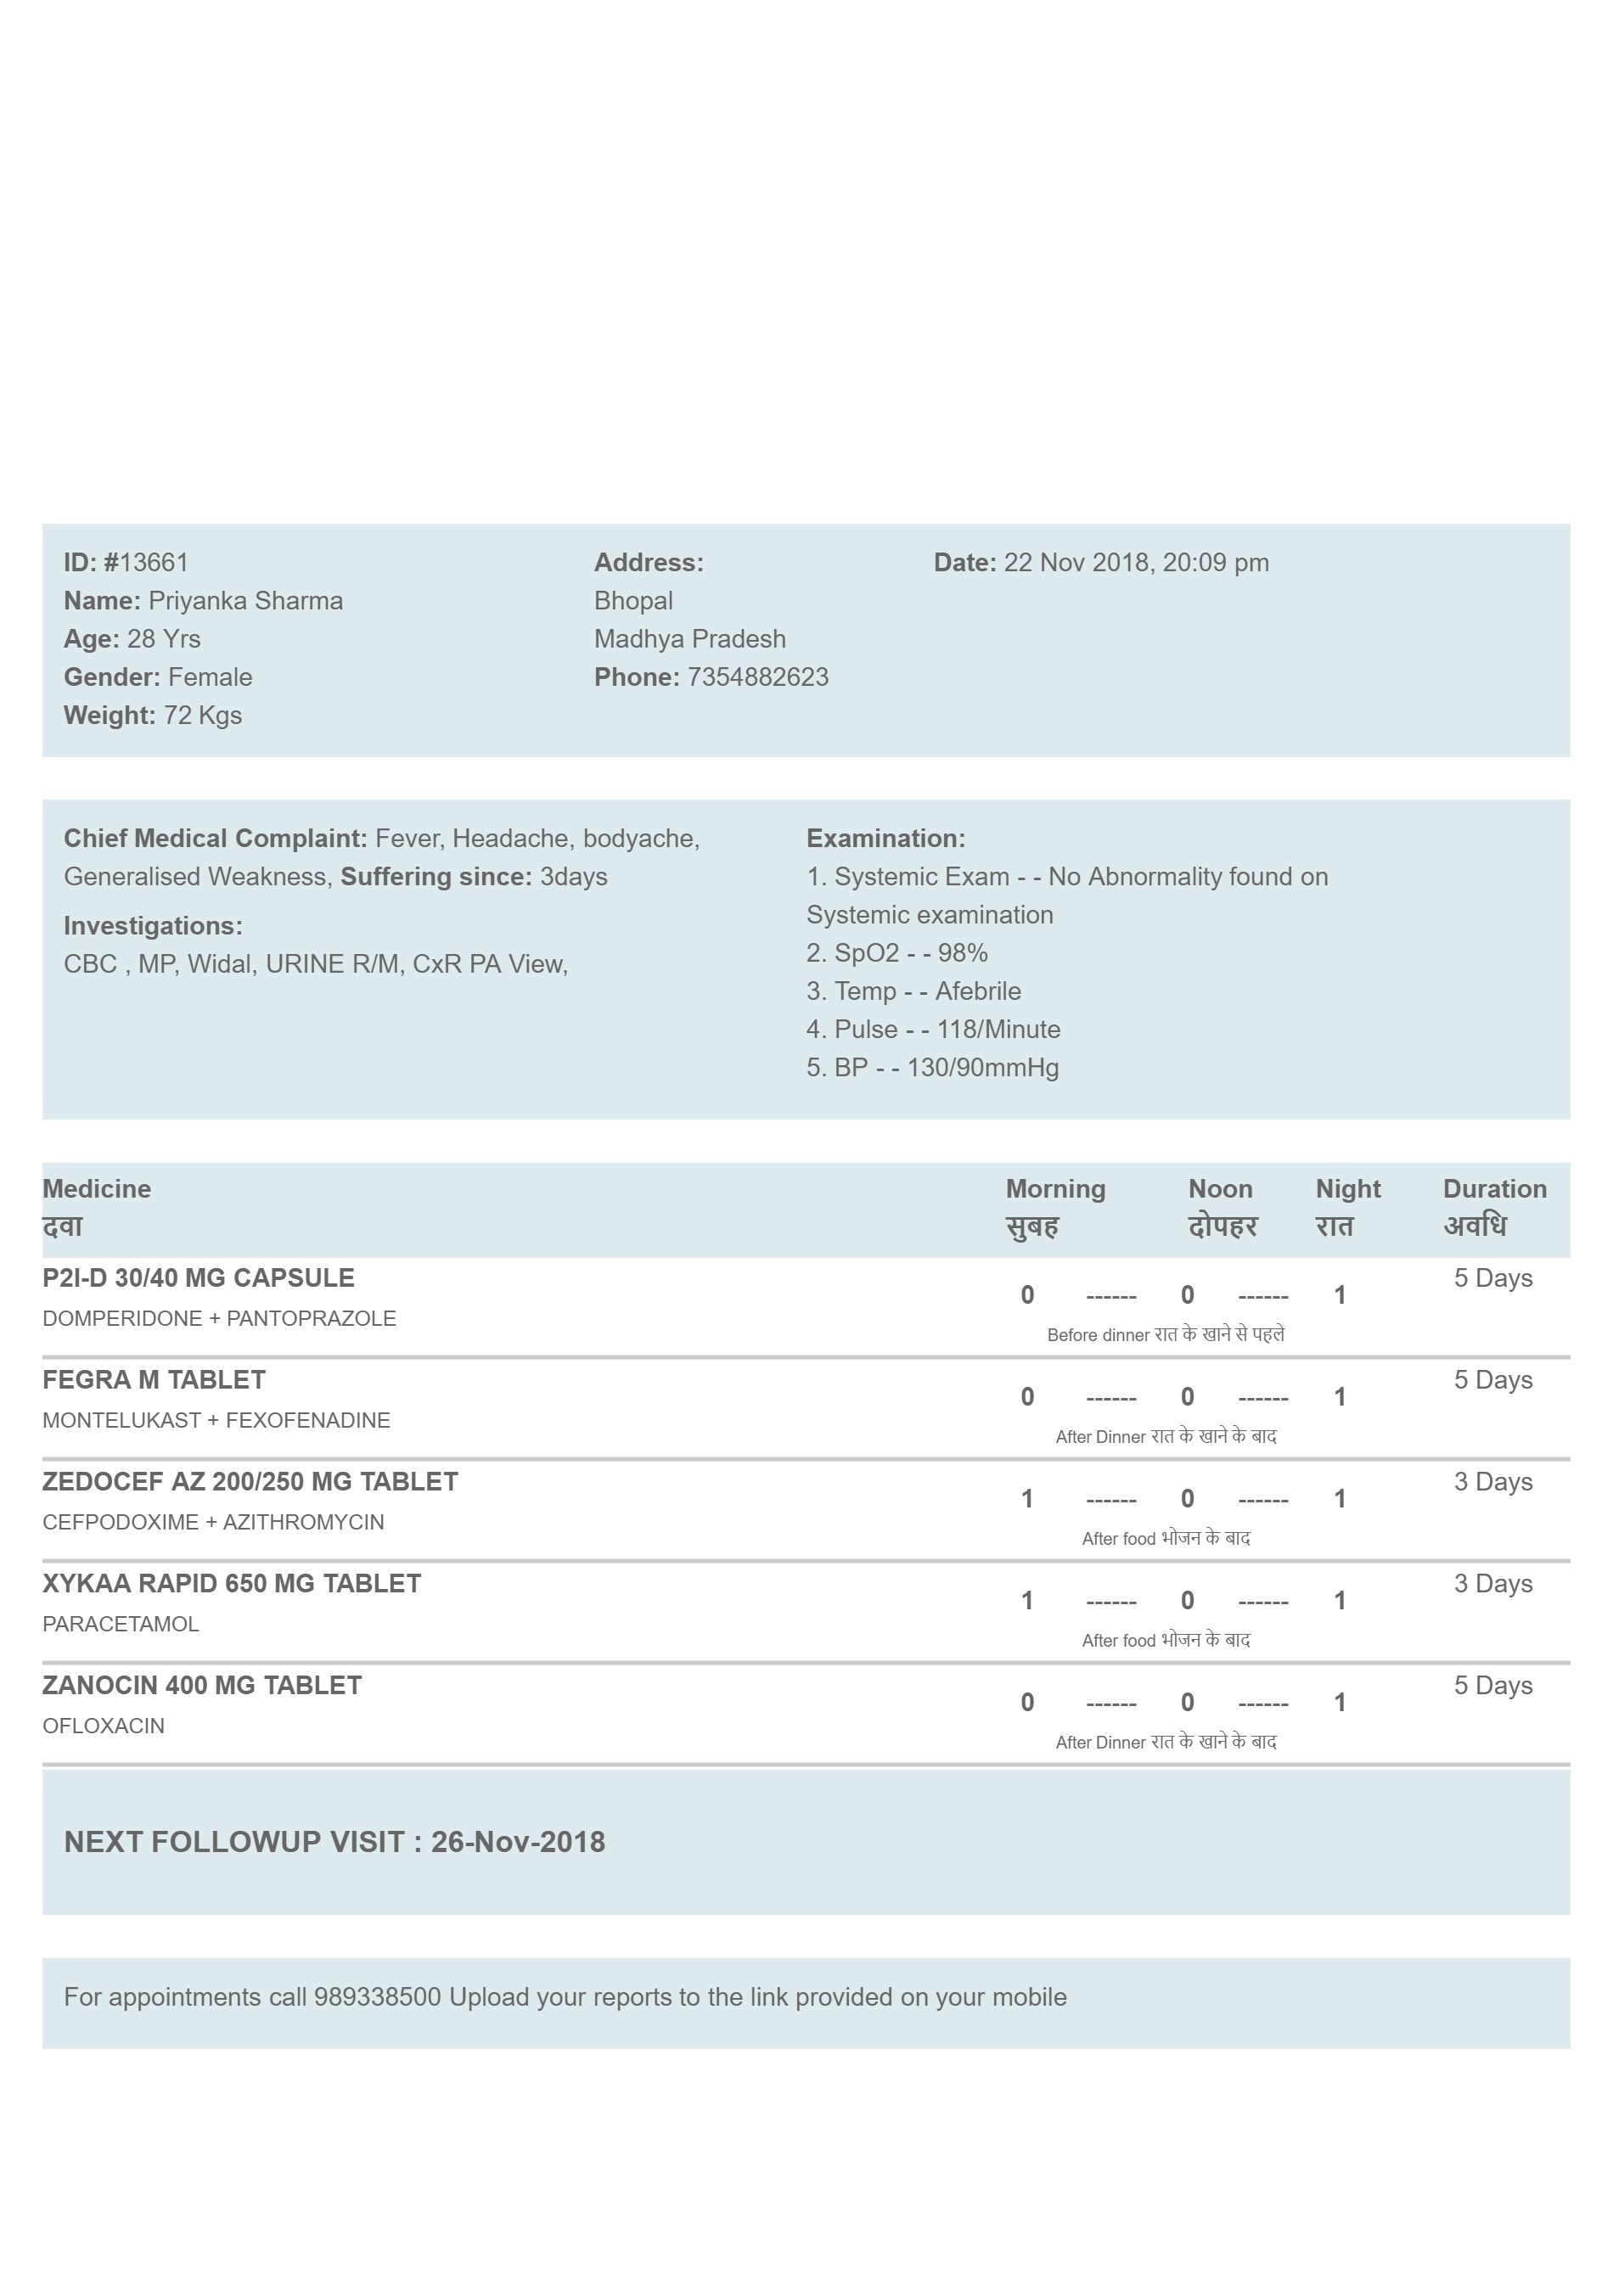 ID: #13661
Name: Priyanka Sharma
Age: 28 Yrs
Gender: Female
Weight: 72 Kgs
Address:
Bhopal
Madhya Pradesh
Phone: 7354882623
Date: 22 Nov 2018, 20:09 pm
Chief Medical Complaint: Fever, Headache, bodyache,
Generalised Weakness, Suffering since: 3days
Investigations:
CBC , MP, Widal, URINE R/M, CxR PA View,
Examination:
1. Systemic Exam - - No Abnormality found on
Systemic examination
2. SpO2 - - 98%
3. Temp - - Afebrile
4. Pulse - - 118/Minute
5. BP - - 130/90mmHg
Medicine Morning Noon Night Duration
दवा सुबह दोपहर रात अवधि
P2I-D 30/40 MG CAPSULE 0 ------ 0 ------ 1 5 Days
DOMPERIDONE + PANTOPRAZOLE
Before dinner रात के खाने से पहले
FEGRA M TABLET 0 ------ 0 ------ 1 5 Days
MONTELUKAST + FEXOFENADINE
After Dinner रात के खाने के बाद
ZEDOCEF AZ 200/250 MG TABLET 1 ------ 0 ------ 1 3 Days
CEFPODOXIME + AZITHROMYCIN
After food भोजन के बाद
XYKAA RAPID 650 MG TABLET 1 ------ 0 ------ 1 3 Days
PARACETAMOL
After food भोजन के बाद
ZANOCIN 400 MG TABLET 0 ------ 0 ------ 1 5 Days
OFLOXACIN
After Dinner रात के खाने के बाद
NEXT FOLLOWUP VISIT : 26-Nov-2018
For appointments call 989338500 Upload your reports to the link provided on your mobile